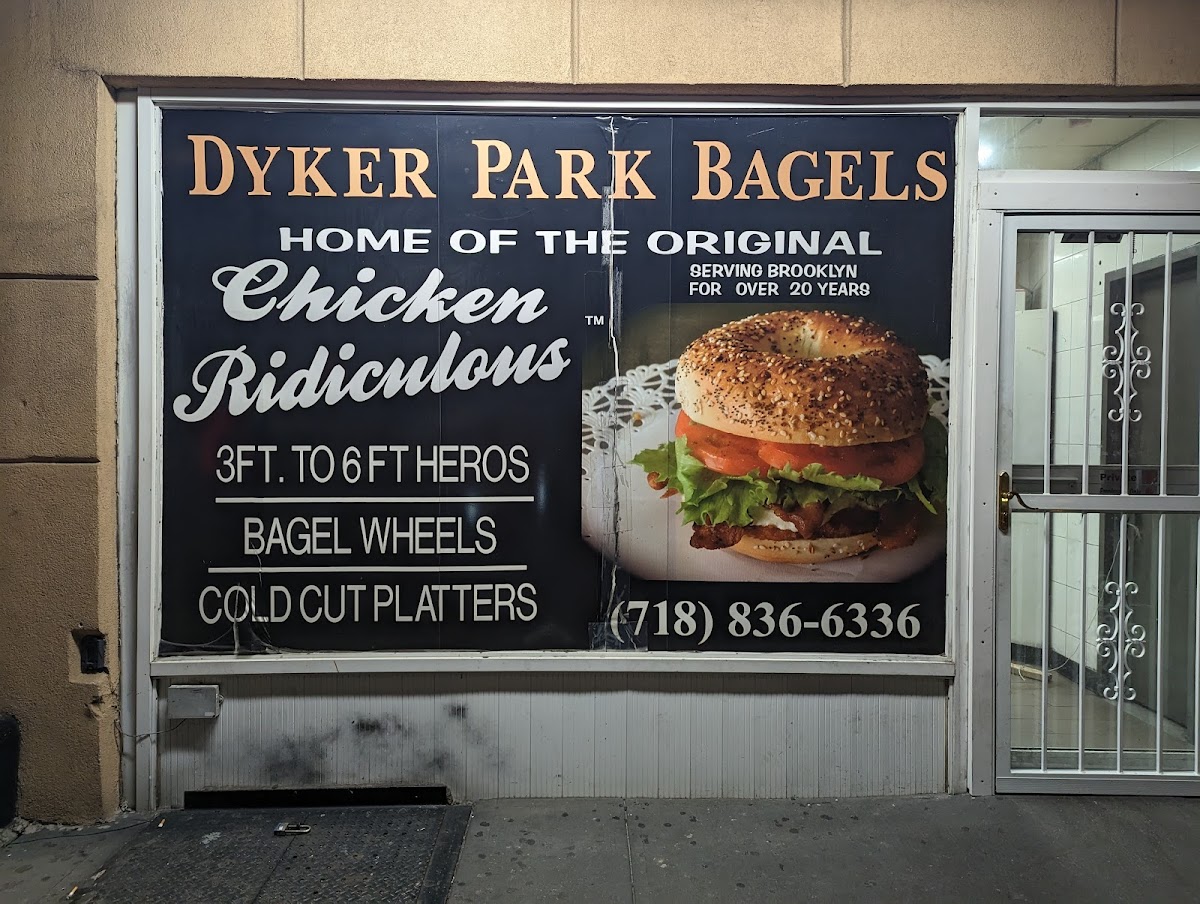 DYKER PARK BAGELS
HOME OF THE ORIGINAL
Chicken
Ridiculous ™
SERVING BROOKLYN
FOR OVER 20 YEARS
3FT. TO 6 FT HEROS
BAGEL WHEELS
COLD CUT PLATTERS
(718) 836-6336